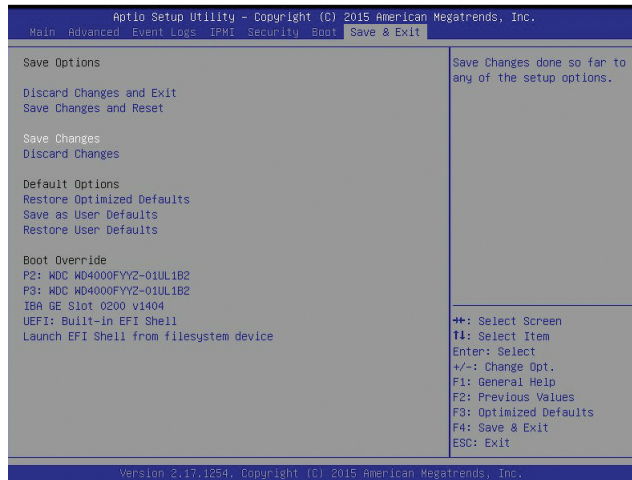 Aptio Setup Utility – Copyright (C) 2015 American Megatrends, Inc.
Main Advanced Event Logs IPMI Security Boot Save & Exit
Save Options
Discard Changes and Exit
Save Changes and Reset
Save Changes
Discard Changes
Default Options
Restore Optimized Defaults
Save as User Defaults
Restore User Defaults
Boot Override
P2: WDC WD4000FYYZ-01UL1B2
P3: WDC WD4000FYYZ-01UL1B2
IBA GE Slot 0200 v1404
UEFI: Built-in EFI Shell
Launch EFI Shell from filesystem device
Save Changes done so far to
any of the setup options.
→←: Select Screen
↑↓: Select Item
Enter: Select
+/-: Change Opt.
F1: General Help
F2: Previous Values
F3: Optimized Defaults
F4: Save & Exit
ESC: Exit
Version 2.17.1254. Copyright (C) 2015 American Megatrends, Inc.